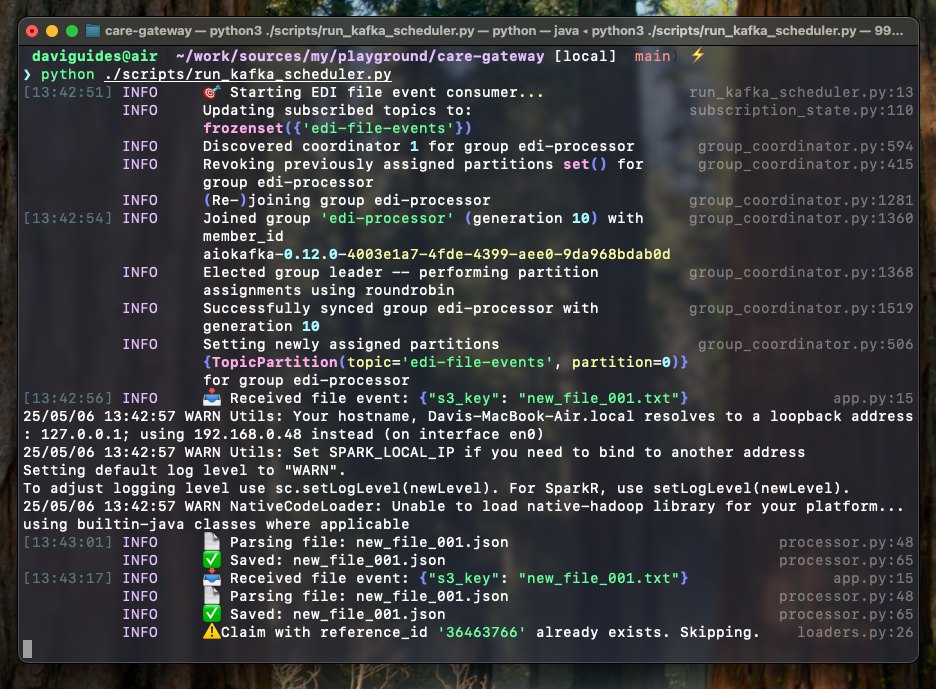 care-gateway — python3 ./scripts/run_kafka_scheduler.py — python — java ◂ python3 ./scripts/run_kafka_scheduler.py — 99...
daviguides@air ~/work/sources/my/playground/care-gateway [local] main ⚡
❯ python ./scripts/run_kafka_scheduler.py
[13:42:51] INFO 🎯 Starting EDI file event consumer... run_kafka_scheduler.py:13
INFO Updating subscribed topics to: subscription_state.py:110
frozenset({'edi-file-events'})
INFO Discovered coordinator 1 for group edi-processor group_coordinator.py:594
INFO Revoking previously assigned partitions set() for group_coordinator.py:415
group edi-processor
INFO (Re-)joining group edi-processor group_coordinator.py:1281
[13:42:54] INFO Joined group 'edi-processor' (generation 10) with group_coordinator.py:1360
member_id
aiokafka-0.12.0-4003e1a7-4fde-4399-aee0-9da968bdab0d
INFO Elected group leader -- performing partition group_coordinator.py:1368
assignments using roundrobin
INFO Successfully synced group edi-processor with group_coordinator.py:1519
generation 10
INFO Setting newly assigned partitions group_coordinator.py:506
{TopicPartition(topic='edi-file-events', partition=0)}
for group edi-processor
[13:42:56] INFO 📥 Received file event: {"s3_key": "new_file_001.txt"} app.py:15
25/05/06 13:42:57 WARN Utils: Your hostname, Davis-MacBook-Air.local resolves to a loopback address
: 127.0.0.1; using 192.168.0.48 instead (on interface en0)
25/05/06 13:42:57 WARN Utils: Set SPARK_LOCAL_IP if you need to bind to another address
Setting default log level to "WARN".
To adjust logging level use sc.setLogLevel(newLevel). For SparkR, use setLogLevel(newLevel).
25/05/06 13:42:57 WARN NativeCodeLoader: Unable to load native-hadoop library for your platform...
using builtin-java classes where applicable
[13:43:01] INFO 📄 Parsing file: new_file_001.json processor.py:48
INFO ✅ Saved: new_file_001.json processor.py:65
[13:43:17] INFO 📥 Received file event: {"s3_key": "new_file_001.txt"} app.py:15
INFO 📄 Parsing file: new_file_001.json processor.py:48
INFO ✅ Saved: new_file_001.json processor.py:65
INFO ⚠️Claim with reference_id '36463766' already exists. Skipping. loaders.py:26